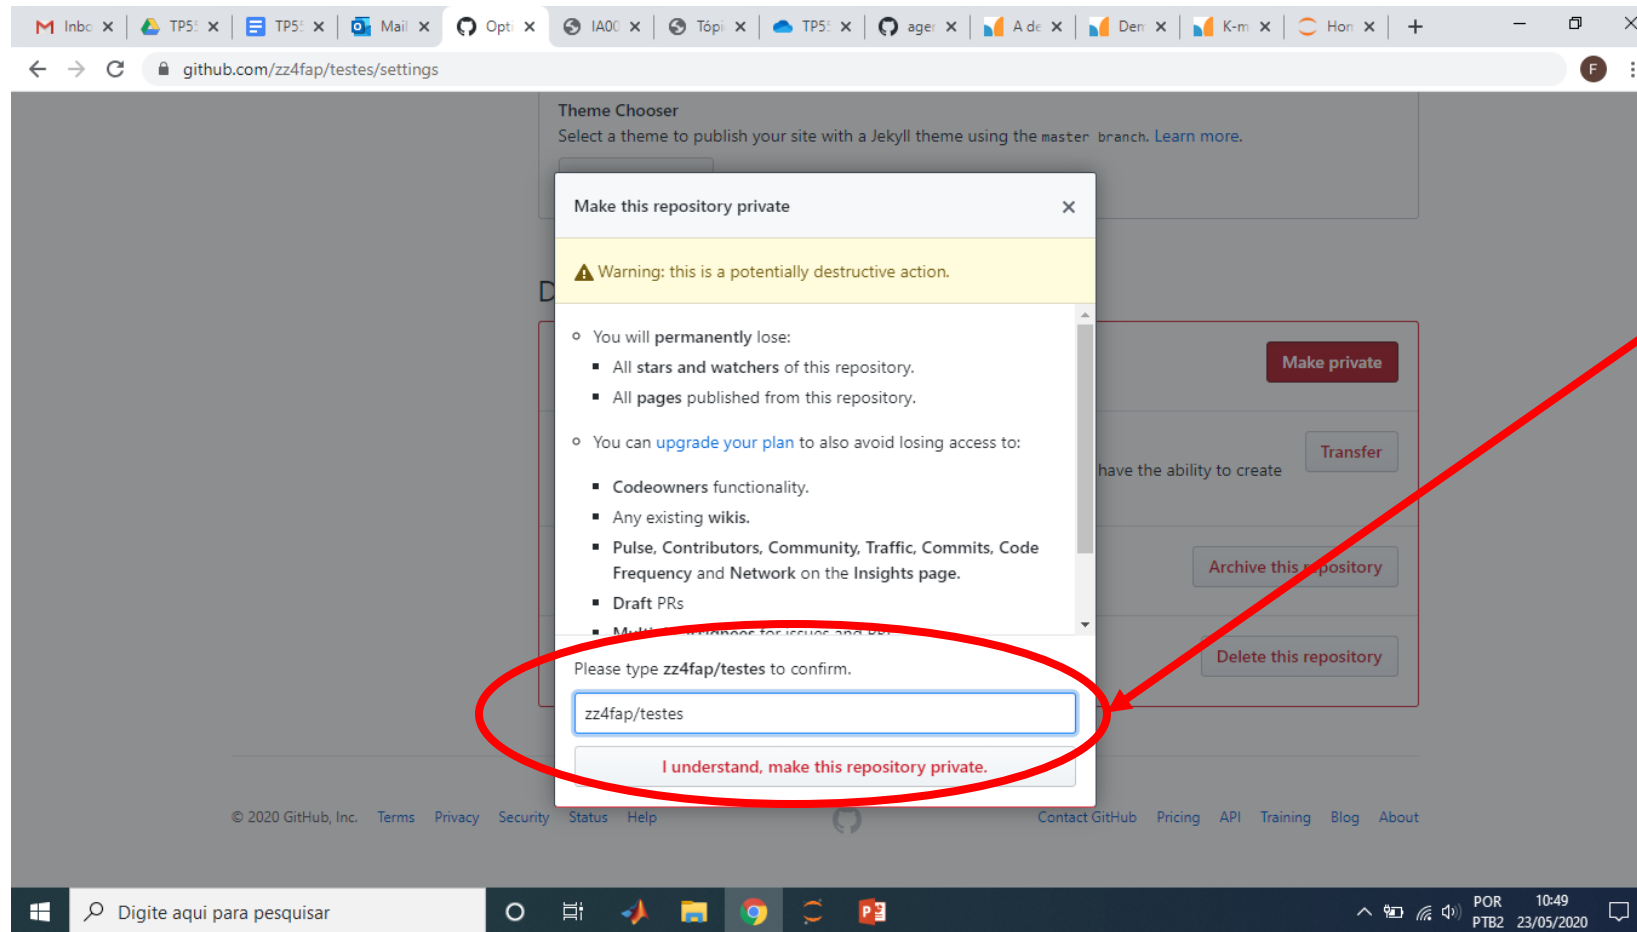 Inbo
TP5
TP5
Mail
Opti
IA00
Tópi
TP5
ager
A de
Den
K-m
Hon
github.com/zz4fap/testes/settings
F
Theme Chooser
Select a theme to publish your site with a Jekyll theme using the master branch. Learn more.
Make this repository private
Warning: this is a potentially destructive action.
D
You will permanently lose:
All stars and watchers of this repository.
All pages published from this repository.
You can upgrade your plan to also avoid losing access to:
Codeowners functionality.
Any existing wikis.
Pulse, Contributors, Community, Traffic, Commits, Code
Frequency and Network on the Insights page.
Draft PRs
for issues and
Make private
Transfer
have the ability to create
Archive this repository
Delete this repository
Please type zz4fap/testes to confirm.
zz4fap/testes
I understand, make this repository private.
© 2020 GitHub, Inc. Terms Privacy Security Status Help
Contact GitHub Pricing API Training Blog About
Digite aqui para pesquisar
POR 10:49
PTB2 23/05/2020